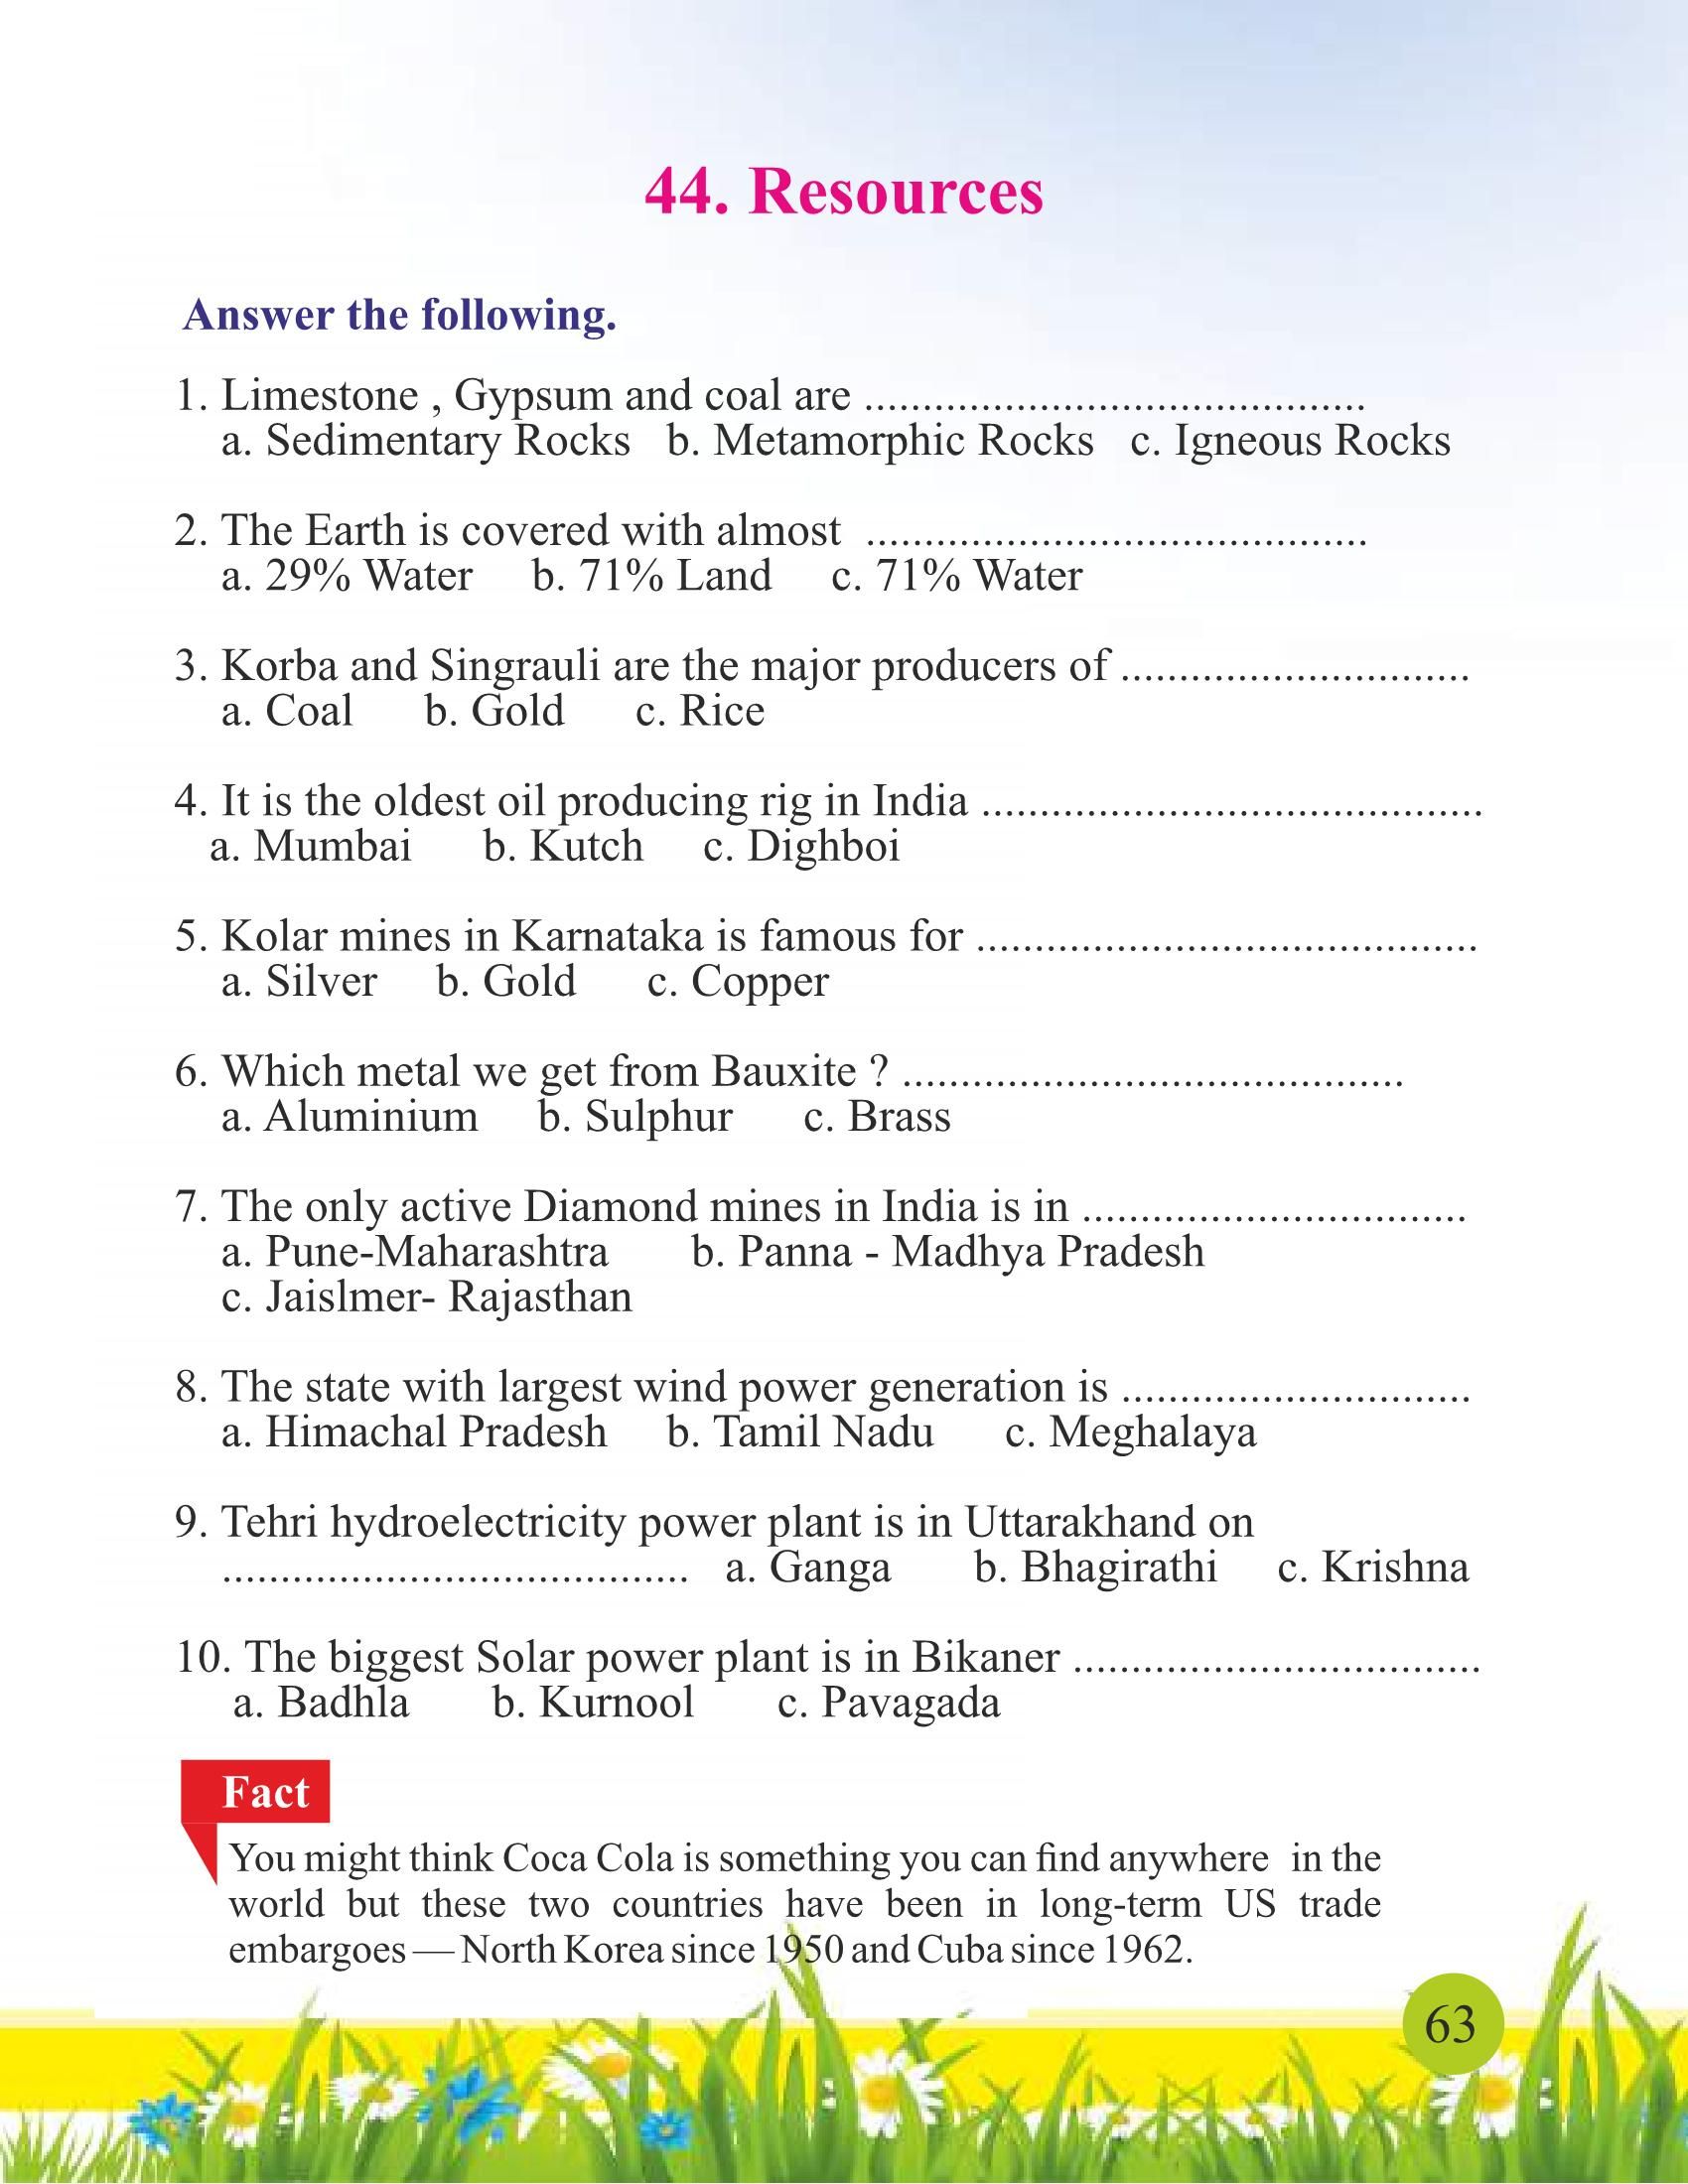 44. Resources
Answer the following.
1. Limestone , Gypsum and coal are ...........................................
a. Sedimentary Rocks b. Metamorphic Rocks c. Igneous Rocks
2. The Earth is covered with almost ...........................................
a. 29% Water b. 71% Land c. 71% Water
3. Korba and Singrauli are the major producers of ..............................
a. Coal b. Gold c. Rice
4. It is the oldest oil producing rig in India ...........................................
a. Mumbai b. Kutch c. Dighboi
5. Kolar mines in Karnataka is famous for ...........................................
a. Silver b. Gold c. Copper
6. Which metal we get from Bauxite ? ...........................................
a. Aluminium b. Sulphur c. Brass
7. The only active Diamond mines in India is in .................................
a. Pune-Maharashtra b. Panna - Madhya Pradesh
c. Jaislmer- Rajasthan
8. The state with largest wind power generation is ..............................
a. Himachal Pradesh b. Tamil Nadu c. Meghalaya
9. Tehri hydroelectricity power plant is in Uttarakhand on
........................................ a. Ganga b. Bhagirathi c. Krishna
10. The biggest Solar power plant is in Bikaner ...................................
a. Badhla b. Kurnool c. Pavagada
Fact
You might think Coca Cola is something you can find anywhere in the
world but these two countries have been in long-term US trade
embargoes — North Korea since 1950 and Cuba since 1962.
63